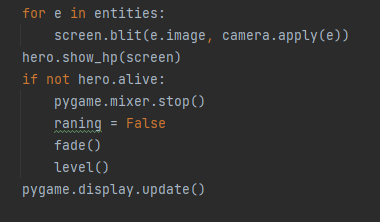 for e in entities:
    screen.blit(e.image, camera.apply(e))
hero.show_hp(screen)
if not hero.alive:
    pygame.mixer.stop()
    raning = False
    fade()
    level()
pygame.display.update()